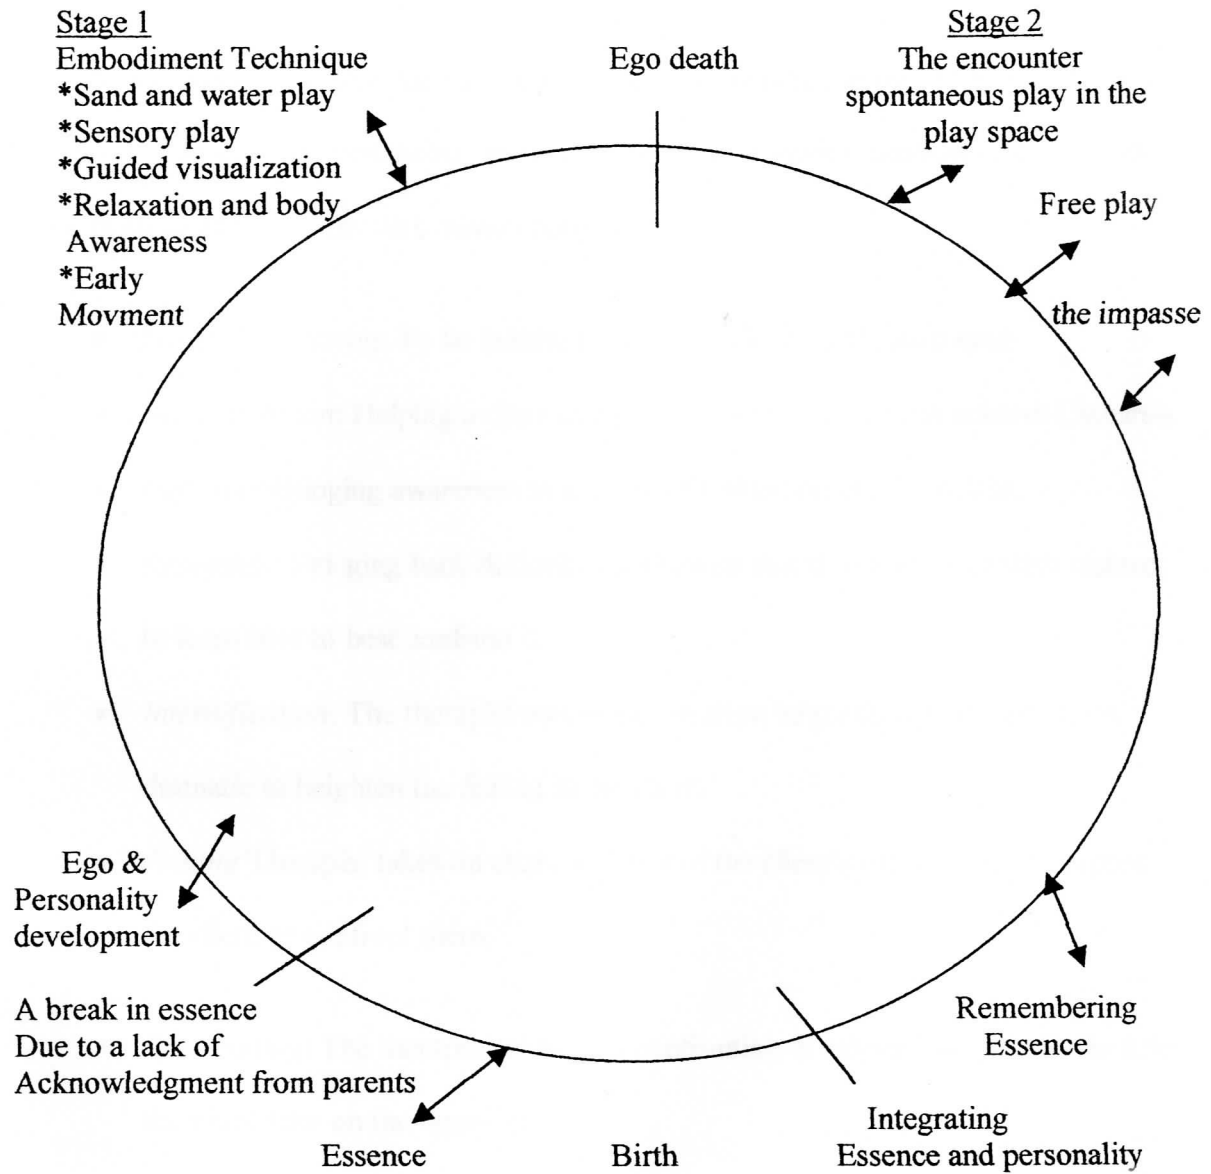 Stage 1
Embodiment Technique
*Sand and water play
*Sensory play
*Guided visualization
*Relaxation and body
Awareness
*Early
Movment
Ego death
Stage 2
The encounter
spontaneous play in the
play space
Free play
the impasse
Ego &
Personality
development
A break in essence
Due to a lack of
Acknowledgment from parents
Essence
Birth
Integrating
Essence and personality
Remembering
Essence